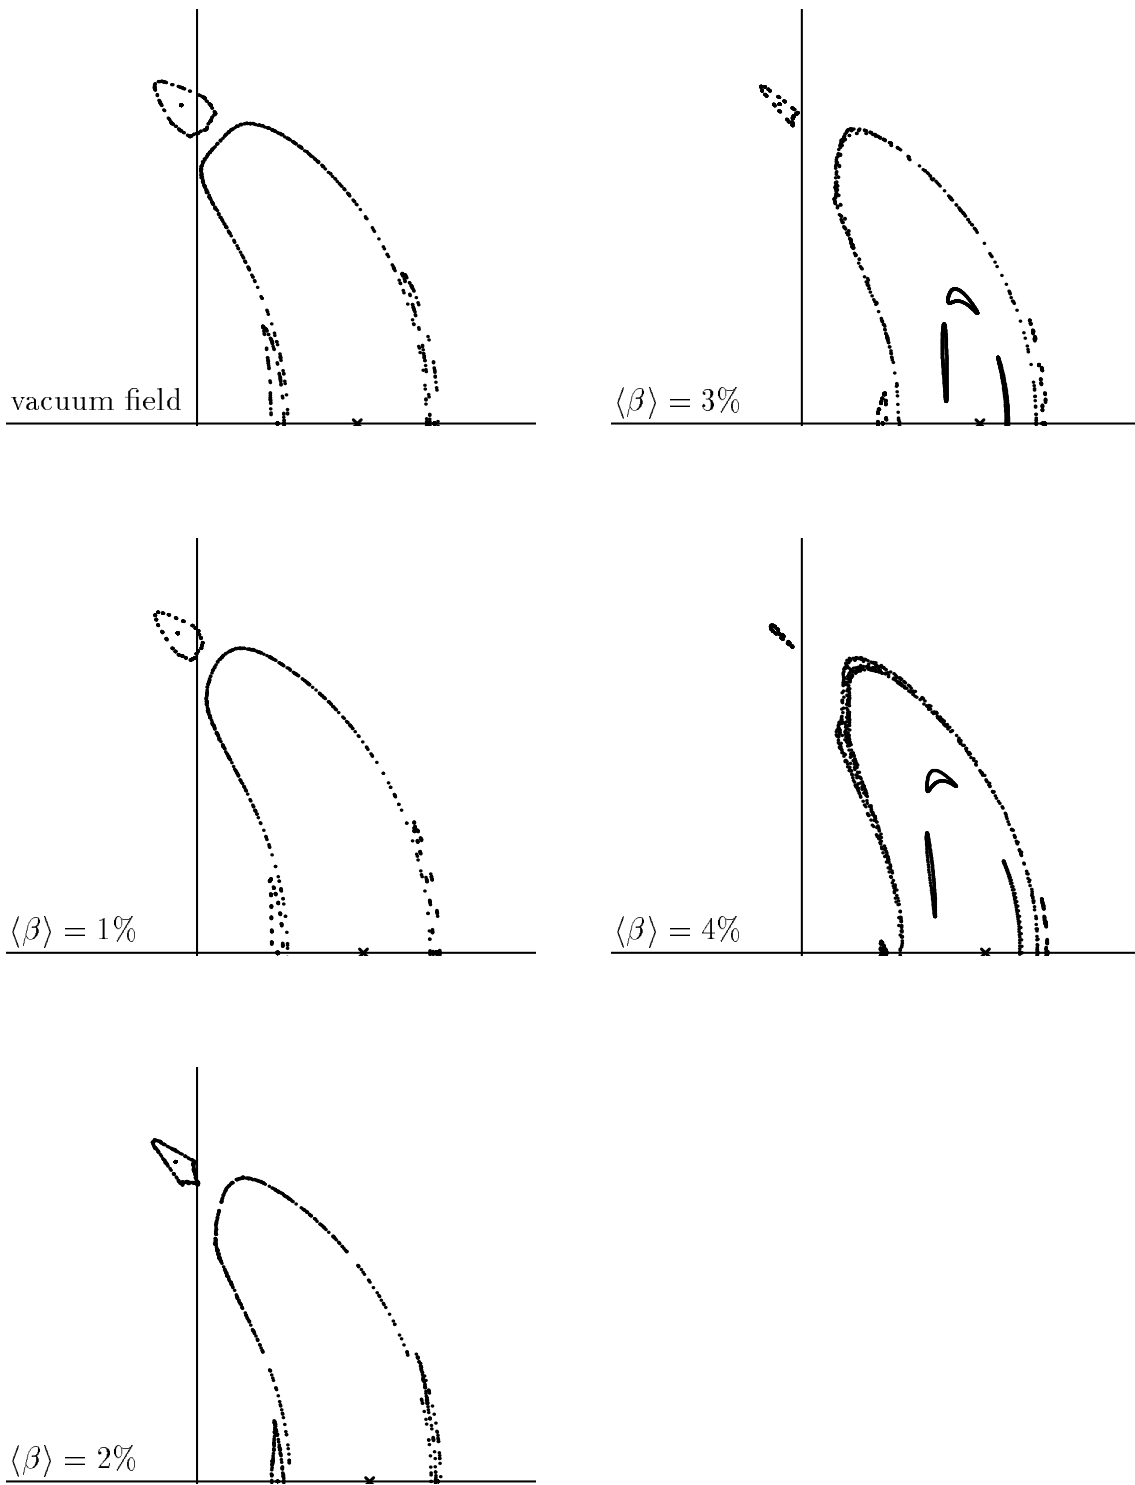 vacuum field
⟨β⟩ = 3%
⟨β⟩ = 1%
⟨β⟩ = 4%
⟨β⟩ = 2%